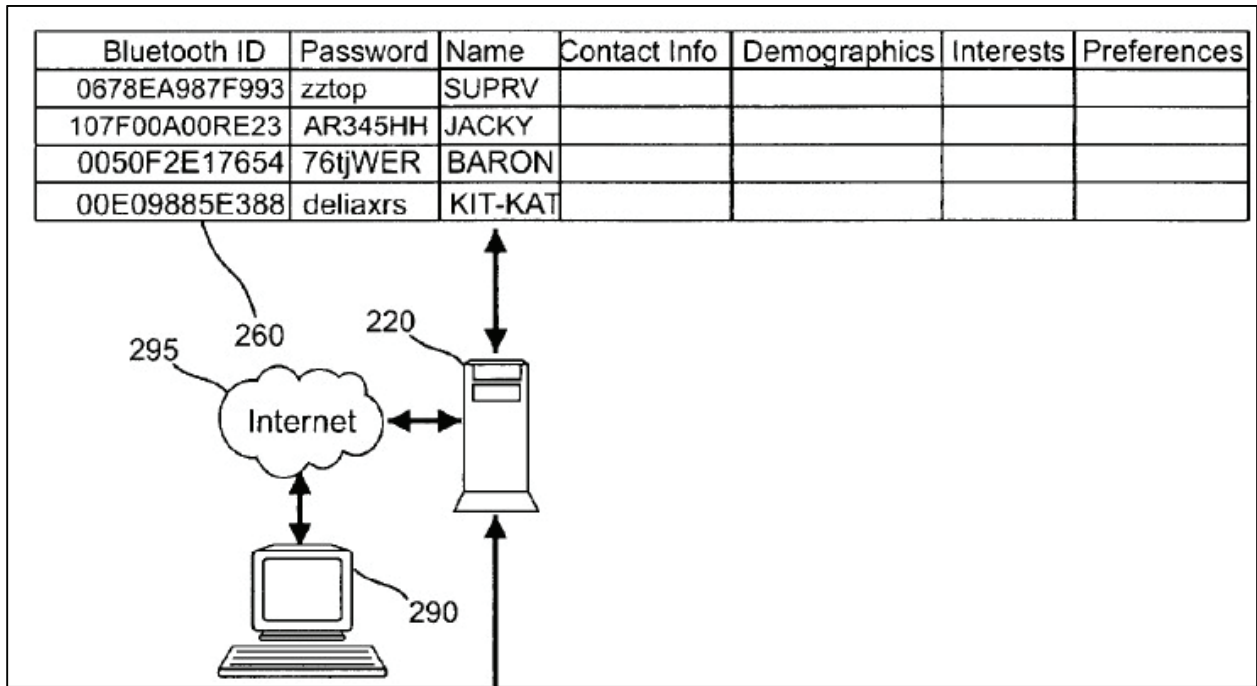 Bluetooth ID Password Name Contact Info Demographics Interests Preferences
0678EA987F993 zztop SUPRV
107F00A00RE23 AR345HH JACKY
0050F2E17654 76tjWER BARON
00E09885E388 deliaxrs KIT-KAT
260
220
295
Internet
290